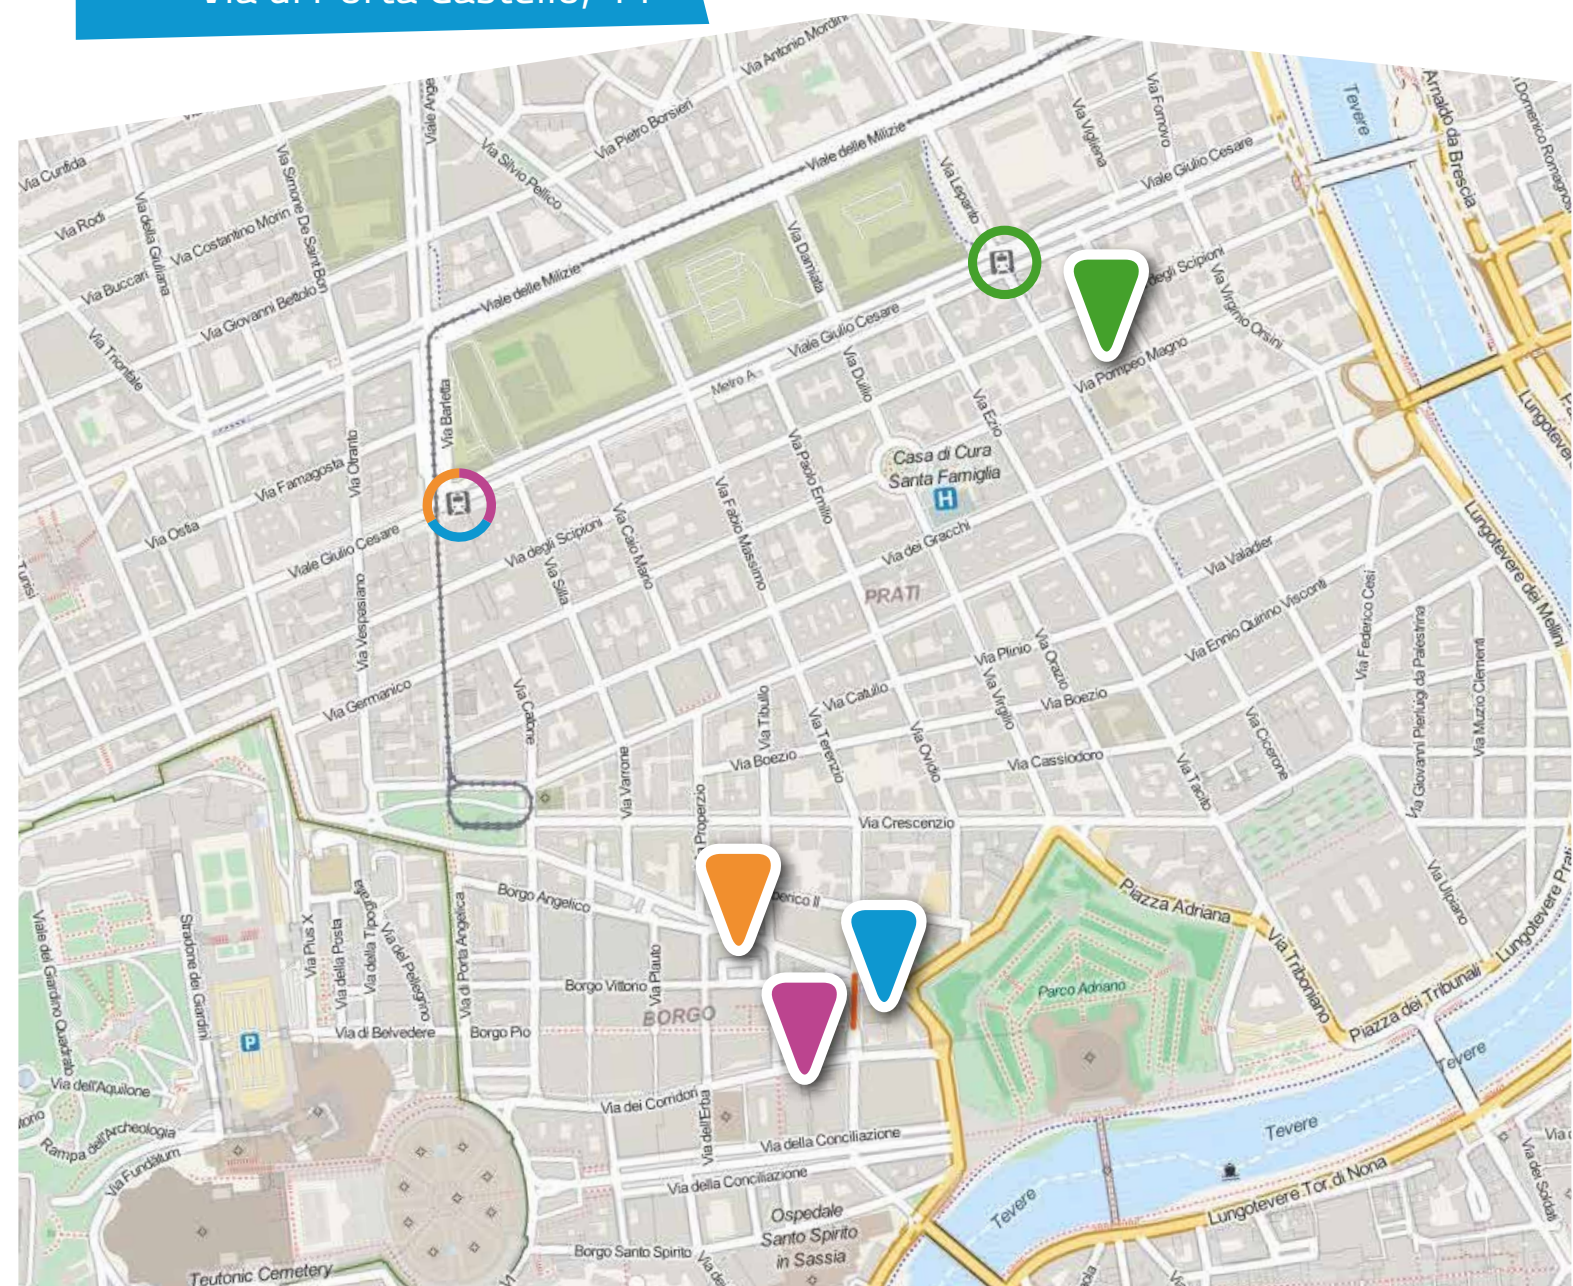 Via Antonio Mordini
Viale Ange
Via Pietro Borsieri
Via Silvio Pellico
Viale delle Milizie
Via Vigliena
Via Fornovo
Viale Giulio Cesare
Tevere
Arnaldo da Brescia
Domenico Romagnosi
Via Cunfida
Via Rodi
Via della Giuliana
Via Simone De Saint Bon
Via Costantino Morin
Via Buccari
Via Giovanni Bettolo
Via Trionfale
Via Lepanto
Via Damiata
Viale delle Milizie
Viale Giulio Cesare
degli Scipioni
Via Virginio Orsini
Via Pompeo Magno
Via Barletta
Metro A
Via Duilio
Via Ezio
Via Otranto
Via Famagosta
Via Ostia
Viale Giulio Cesare
Via degli Scipioni
Via Silla
Via Caio Mario
Via Fabio Massimo
Via Paolo Emilio
Casa di Cura
Santa Famiglia
H
Via dei Gracchi
PRATI
Tunisi
Via Vespasiano
Via Germanico
Via Catone
Via Valadier
Via Ennio Quirino Visconti
Via Federico Cesi
Via Giovanni Pierluigi da Palestrina
Via Muzio Clementi
Lungotevere dei Mellini
Lungoteve
Via Plinio
Via Orazio
Via Virgilio
Via Boezio
Via Catullo
Via Tibullo
Via Terenzio
Via Ovidio
Via Boezio
Via Cassiodoro
Via Tacito
Via Cicerone
Via Varrone
Properzio
Via Crescenzio
Via Ulpiano
Lungotevere Prati
Piazza Adriana
Via Triboniano
Piazza dei Tribunali
Parco Adriano
Borgo Angelico
erico II
Borgo Vittorio
Via Plauto
BORGO
Borgo Pio
Via di Porta Angelica
Via del Pellegrino
Via della Tipografia
Via della Posta
Via Pius X
Via di Belvedere
Stradone dei Giardini
Viale del Giardino Quadrato
P
Via dell'Aquilone
Rampa dell'Archeologia
Via Fundàtum
Via dei Corridori
Via dell'Erba
Via della Conciliazione
Via della Conciliazione
Ospedale
Santo Spirito
in Sassia
Borgo Santo Spirito
Teutonic Cemetery
Tevere
Tevere
Tevere
Lungotevere Tor di Nona
Via dei Soldati